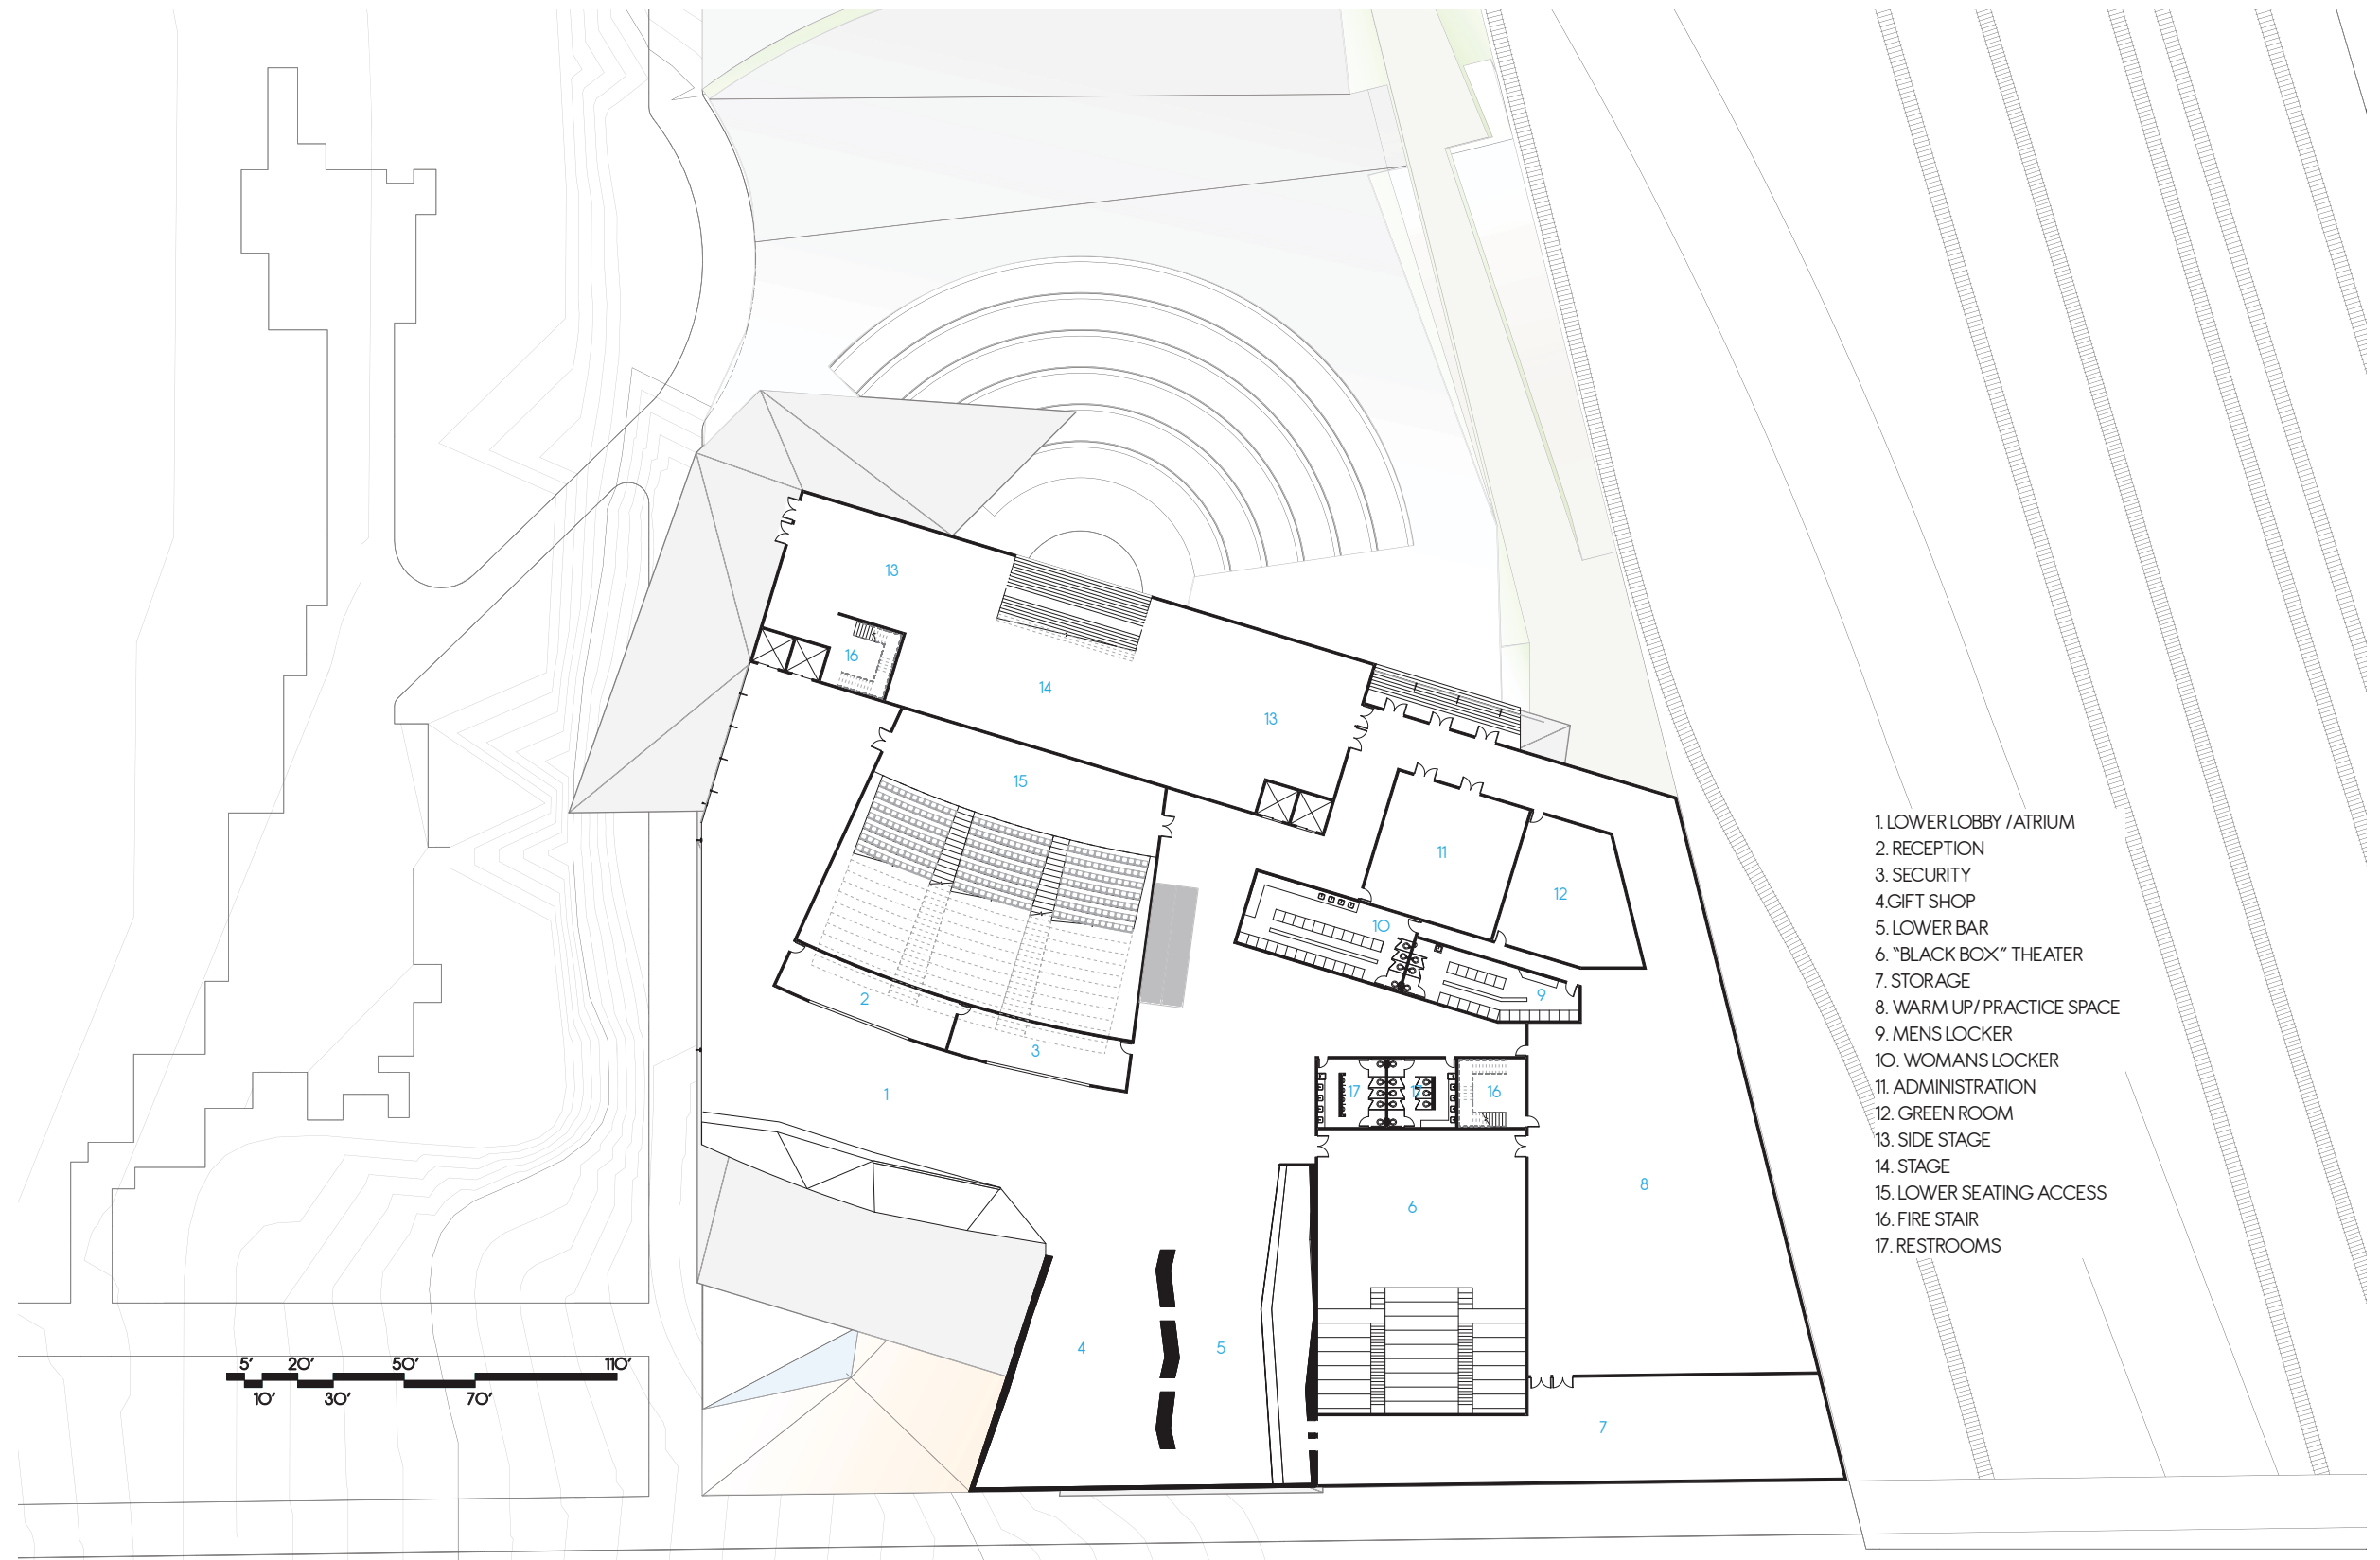 13
16
14
13
15
11
12
10
9
2
3
1
17
17
16
8
6
4
5
7
1. LOWER LOBBY /ATRIUM
2. RECEPTION
3. SECURITY
4.GIFT SHOP
5. LOWER BAR
6. “BLACK BOX” THEATER
7. STORAGE
8. WARM UP/ PRACTICE SPACE
9. MENS LOCKER
10. WOMANS LOCKER
11. ADMINISTRATION
12. GREEN ROOM
13. SIDE STAGE
14. STAGE
15. LOWER SEATING ACCESS
16. FIRE STAIR
17. RESTROOMS
5' 20' 50' 110'
10' 30' 70'